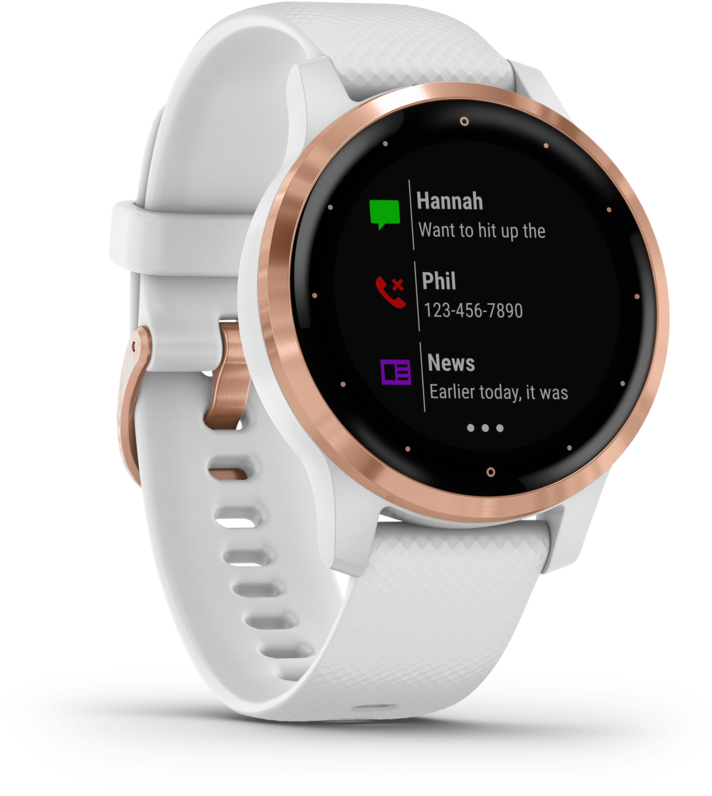 Hannah
Want to hit up the
Phil
123-456-7890
News
Earlier today, it was